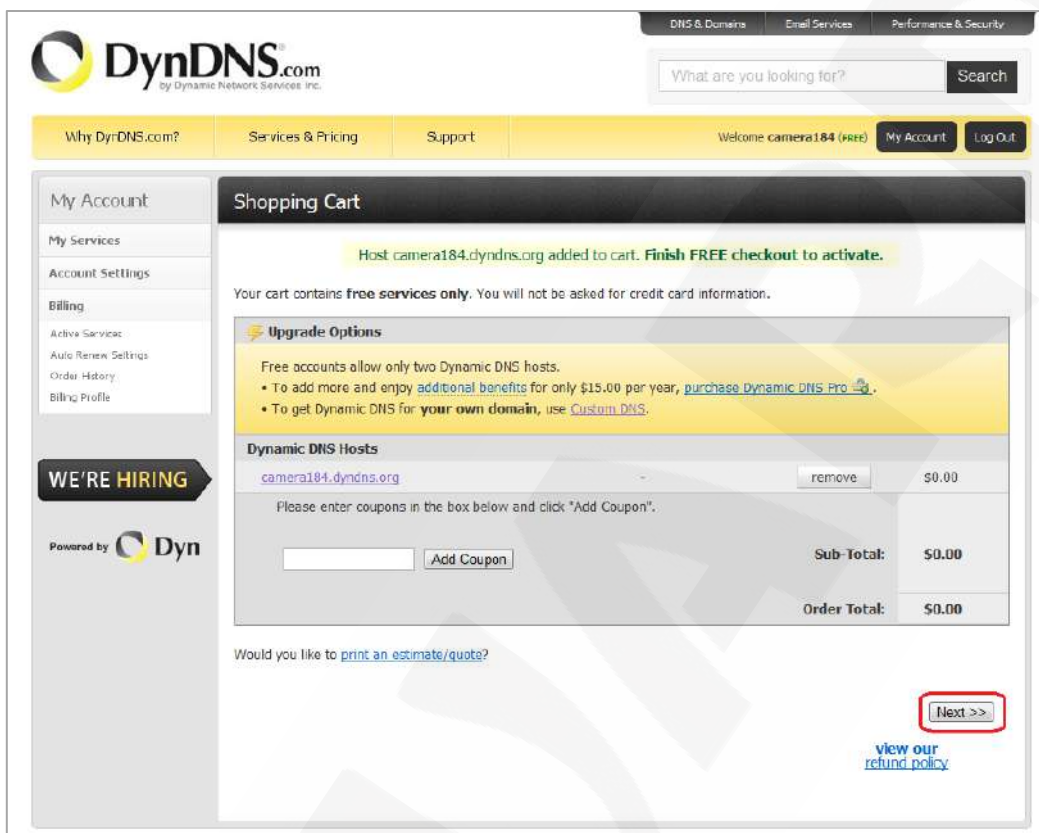 DNS & Domains Email Services Performance & Security
DynDNS.com
by Dynamic Network Services Inc.
What are you looking for? Search
Why DynDNS.com? Services & Pricing Support Welcome camera184 (FREE) My Account Log Out
My Account
My Services
Account Settings
Billing
Active Services
Auto Renew Settings
Order History
Billing Profile
WE'RE HIRING
Powered by Dyn
Shopping Cart
Host camera184.dyndns.org added to cart. Finish FREE checkout to activate.
Your cart contains free services only. You will not be asked for credit card information.
Upgrade Options
Free accounts allow only two Dynamic DNS hosts.
• To add more and enjoy additional benefits for only $15.00 per year, purchase Dynamic DNS Pro .
• To get Dynamic DNS for your own domain, use Custom DNS.
Dynamic DNS Hosts
camera184.dyndns.org - remove $0.00
Please enter coupons in the box below and click "Add Coupon".
Add Coupon Sub-Total: $0.00
Order Total: $0.00
Would you like to print an estimate/quote?
Next >>
view our
refund policy